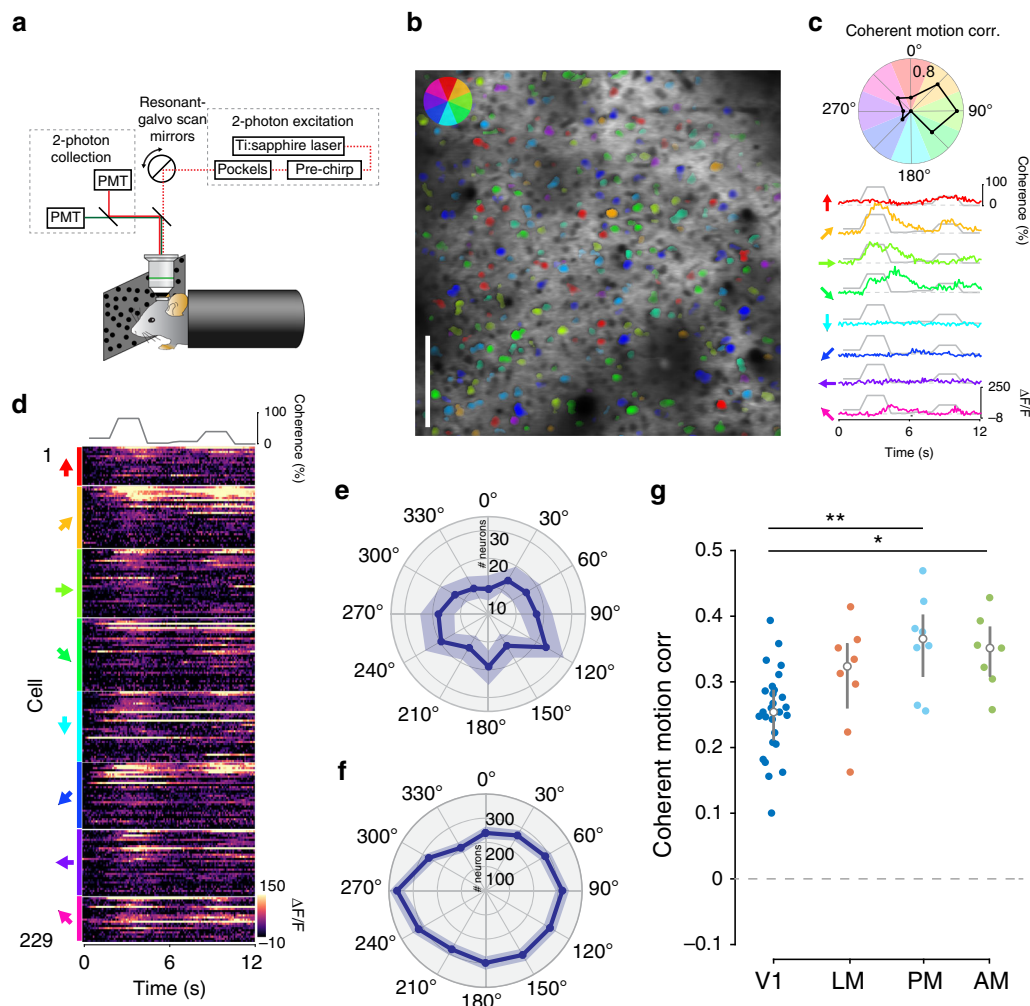 a
Resonant-
galvo scan
mirrors
2-photon
collection
2-photon excitation
Ti:sapphire laser
Pockels
Pre-chirp
PMT
PMT
b
c
Coherent motion corr.
0°
0.8
270°
90°
180°
100
0
Coherence
(%)
250
−8
ΔF/F
0
6
12
Time (s)
d
100
0
Coherence
(%)
1
Cell
229
150
−10
ΔF/F
0
6
12
Time (s)
e
0°
330°
30°
300°
60°
270°
90°
240°
120°
210°
150°
180°
# neurons
30
20
10
f
0°
330°
30°
300°
60°
270°
90°
240°
120°
210°
150°
180°
# neurons
300
200
100
g
**
*
Coherent motion corr
0.5
0.4
0.3
0.2
0.1
0
−0.1
V1
LM
PM
AM